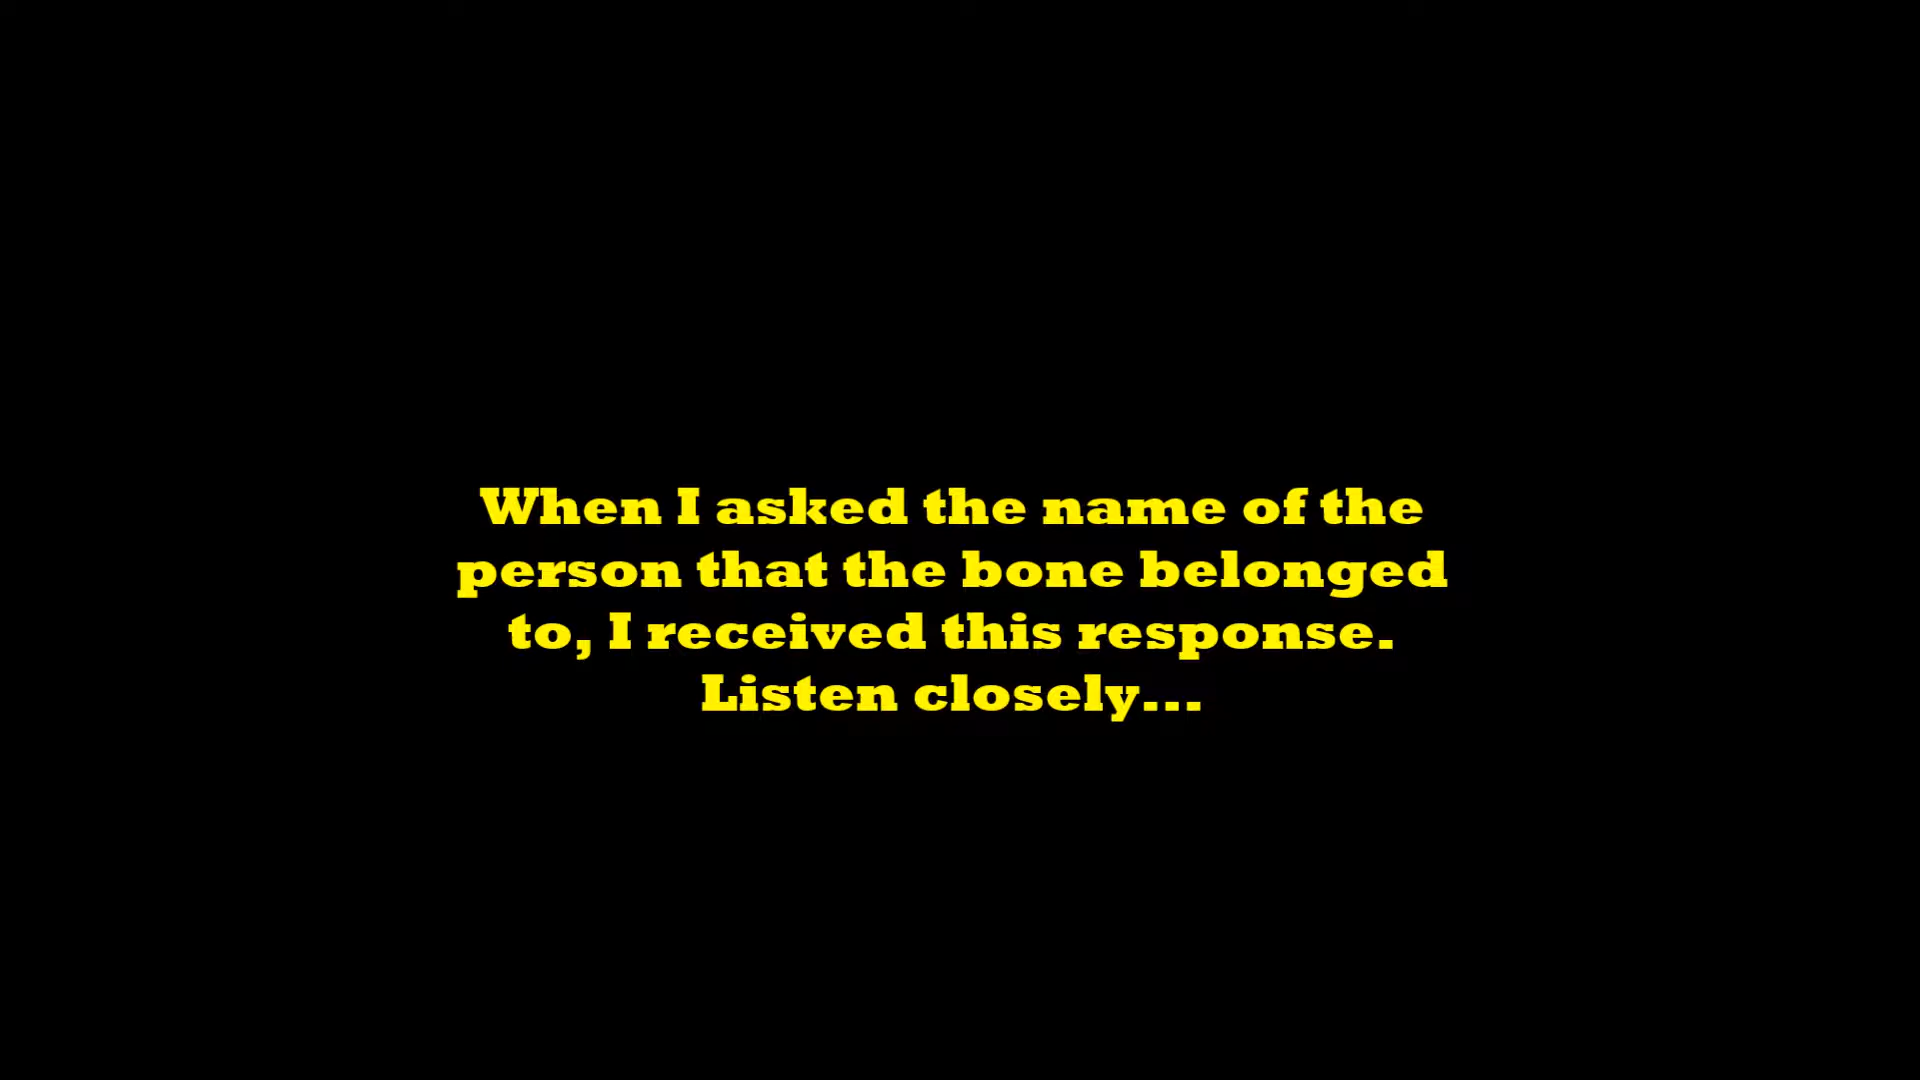 When I asked the name of the
person that the bone belonged
to, I received this response.
Listen closely...